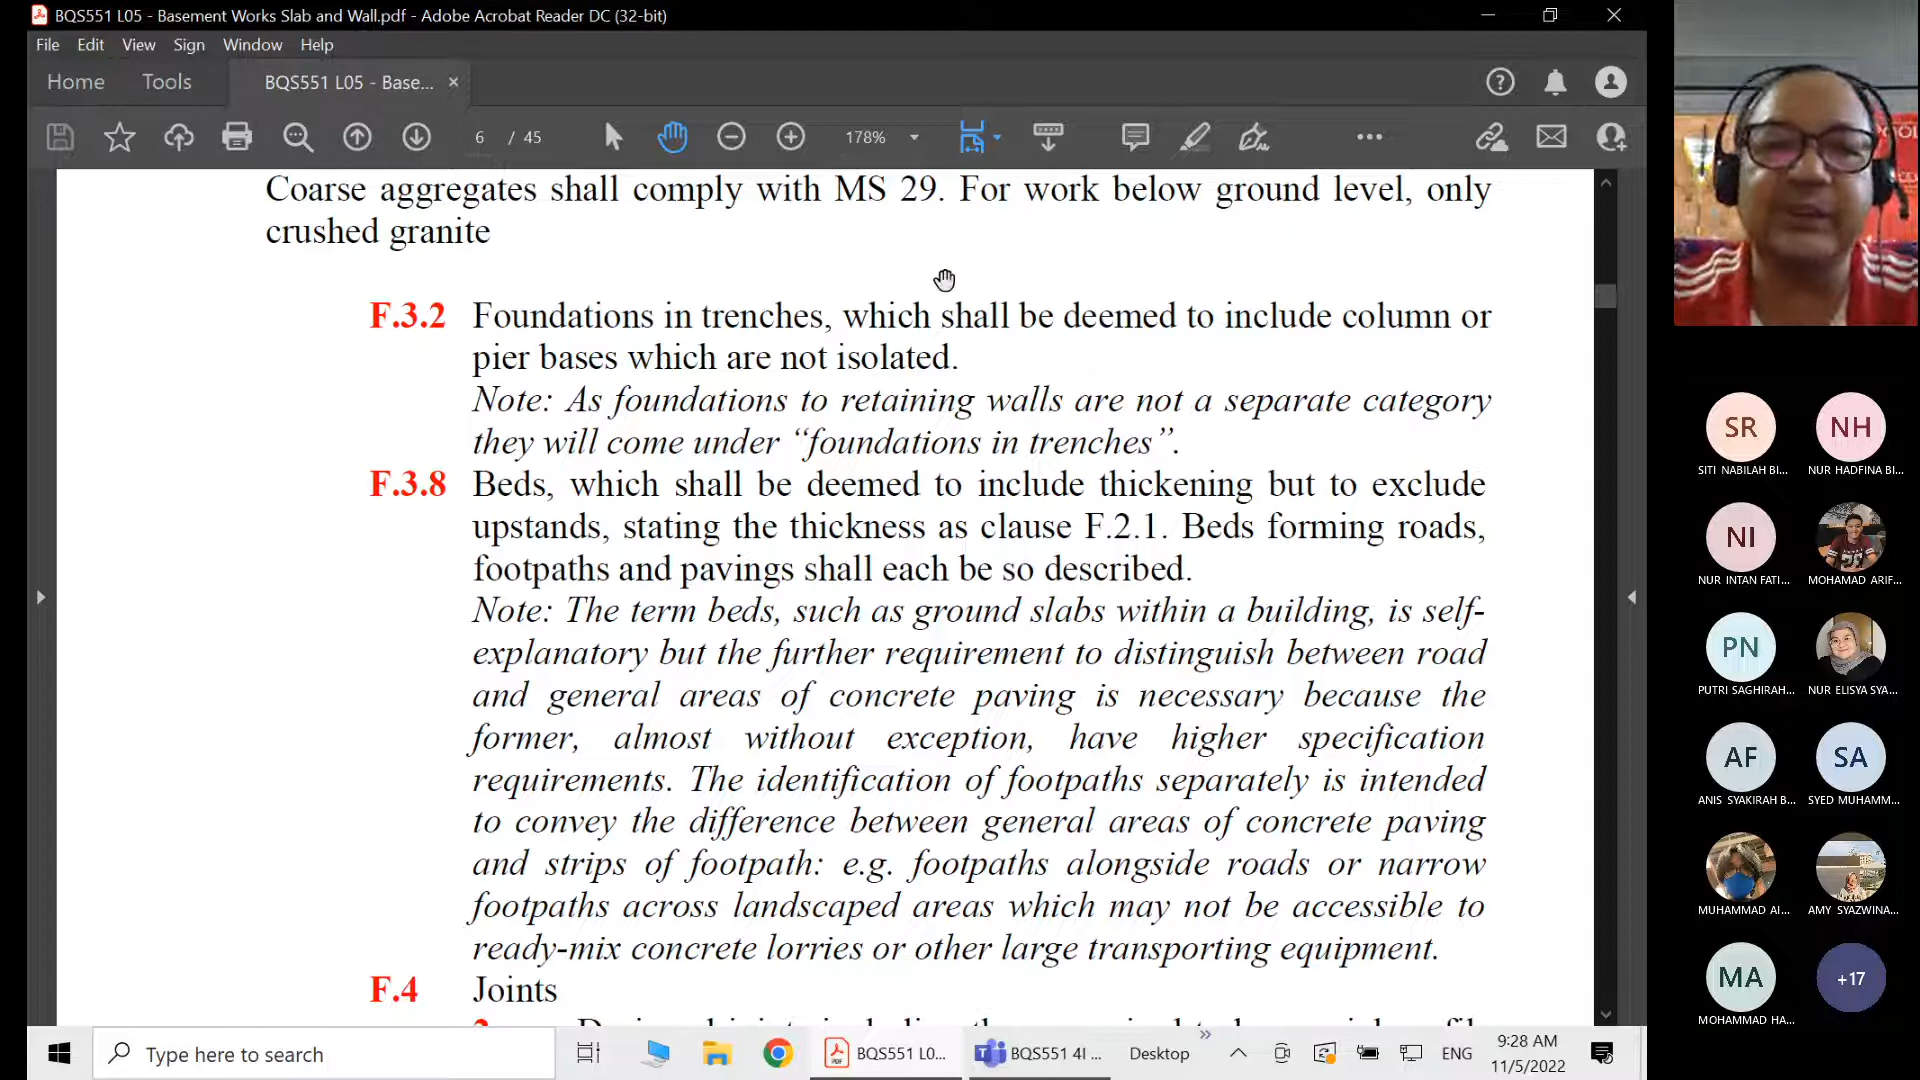 BQS551 L05 - Basement Works Slab and Wall.pdf - Adobe Acrobat Reader DC (32-bit)
File Edit View Sign Window Help
Home Tools BQS551 L05 - Base...
6 / 45 178%
Coarse aggregates shall comply with MS 29. For work below ground level, only
crushed granite
F.3.2 Foundations in trenches, which shall be deemed to include column or
pier bases which are not isolated.
Note: As foundations to retaining walls are not a separate category
they will come under “foundations in trenches”.
F.3.8 Beds, which shall be deemed to include thickening but to exclude
upstands, stating the thickness as clause F.2.1. Beds forming roads,
footpaths and pavings shall each be so described.
Note: The term beds, such as ground slabs within a building, is self-
explanatory but the further requirement to distinguish between road
and general areas of concrete paving is necessary because the
former, almost without exception, have higher specification
requirements. The identification of footpaths separately is intended
to convey the difference between general areas of concrete paving
and strips of footpath: e.g. footpaths alongside roads or narrow
footpaths across landscaped areas which may not be accessible to
ready-mix concrete lorries or other large transporting equipment.
F.4 Joints
SR NH
SITI NABILAH BI... NUR HADFINA BI...
NI
NUR INTAN FATI... MOHAMAD ARIF...
PN
PUTRI SAGHIRAH... NUR ELISYA SYA...
AF SA
ANIS SYAKIRAH B... SYED MUHAMM...
MUHAMMAD AI... AMY SYAZWINA...
MA +17
MOHAMMAD HA...
Type here to search
BQS551 L0... BQS551 4I ... Desktop ENG
9:28 AM
11/5/2022